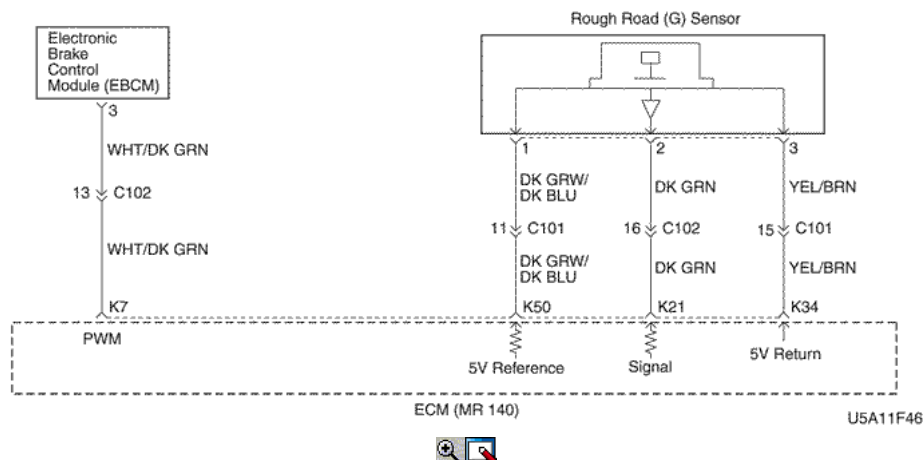 Rough Road (G) Sensor
Electronic
Brake
Control
Module (EBCM)
3
1
2
3
WHT/DK GRN
DK GRW/
DK BLU
DK GRN
YEL/BRN
13
C102
11
C101
16
C102
15
C101
WHT/DK GRN
DK GRW/
DK BLU
DK GRN
YEL/BRN
K7
K50
K21
K34
PWM
5V Reference
Signal
5V Return
ECM (MR 140)
U5A11F46